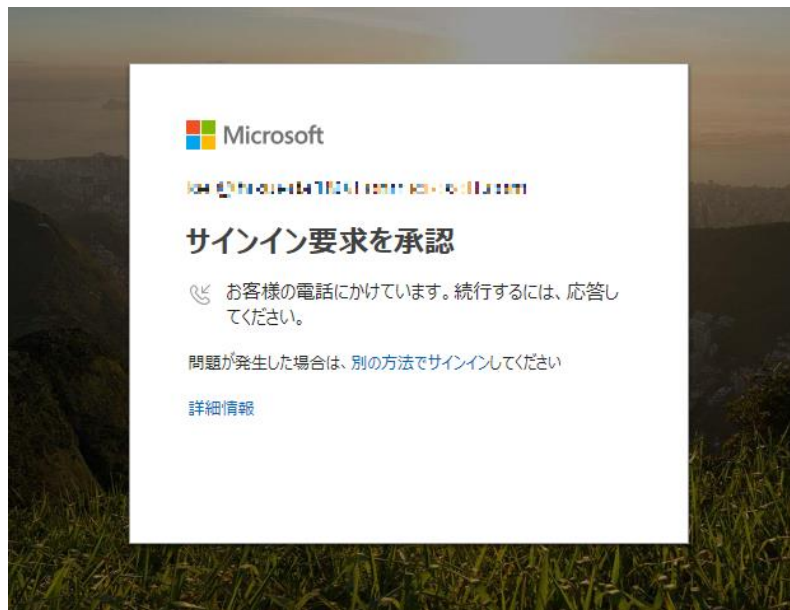 Microsoft
サインイン要求を承認
お客様の電話にかけています。続行するには、応答し
てください。
問題が発生した場合は、別の方法でサインインしてください
詳細情報